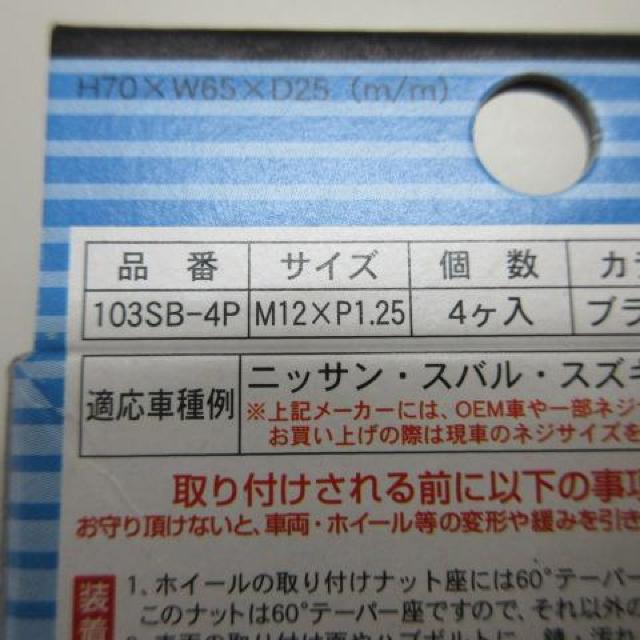 H70×W65×D25 (m/m)
品番 サイズ 個数 カ
103SB-4P M12×P1.25 4ヶ入 ブラ
適応車種例 ニッサン・スバル・スズキ
※上記メーカーには、OEM車や一部ネジ
お買い上げの際は現車のネジサイズを
取り付けされる前に以下の事項
お守り頂けないと、車両・ホイール等の変形や緩みを引き
装着
1、ホイールの取り付けナット座には60°テーパー
このナットは60°テーパー座ですので、それ以外の